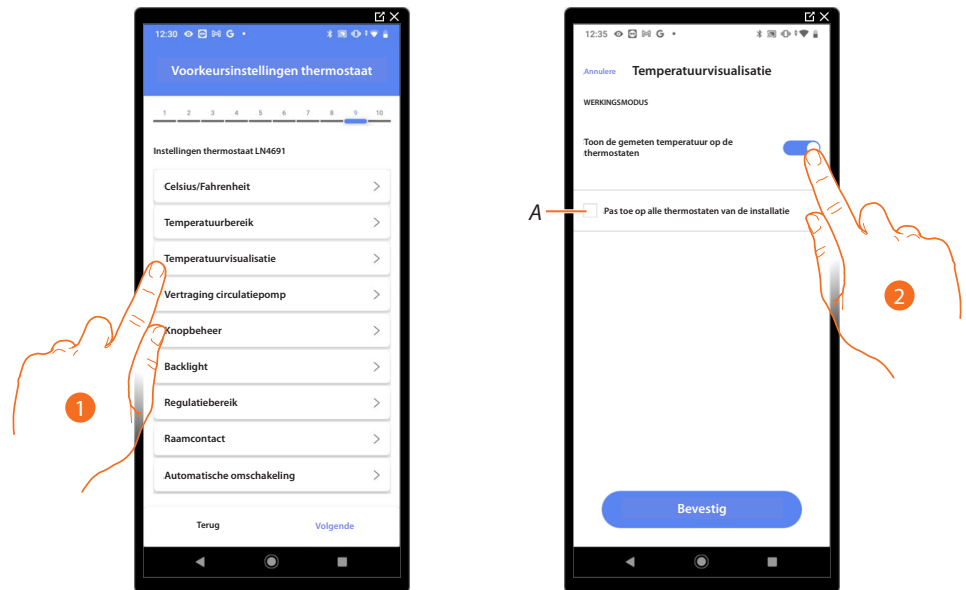 12:30 G
Voorkeursinstellingen thermostaat
1 2 3 4 5 6 7 8 9 10
Instellingen thermostaat LN4691
Celsius/Fahrenheit
Temperatuurbereik
Temperatuurvisualisatie
Vertraging circulatiepomp
Knopbeheer
Backlight
Regulatiebereik
Raamcontact
Automatische omschakeling
Terug Volgende
1
12:35 G
Annulere Temperatuurvisualisatie
WERKINGSMODUS
Toon de gemeten temperatuur op de
thermostaten
A
Pas toe op alle thermostaten van de installatie
2
Bevestig